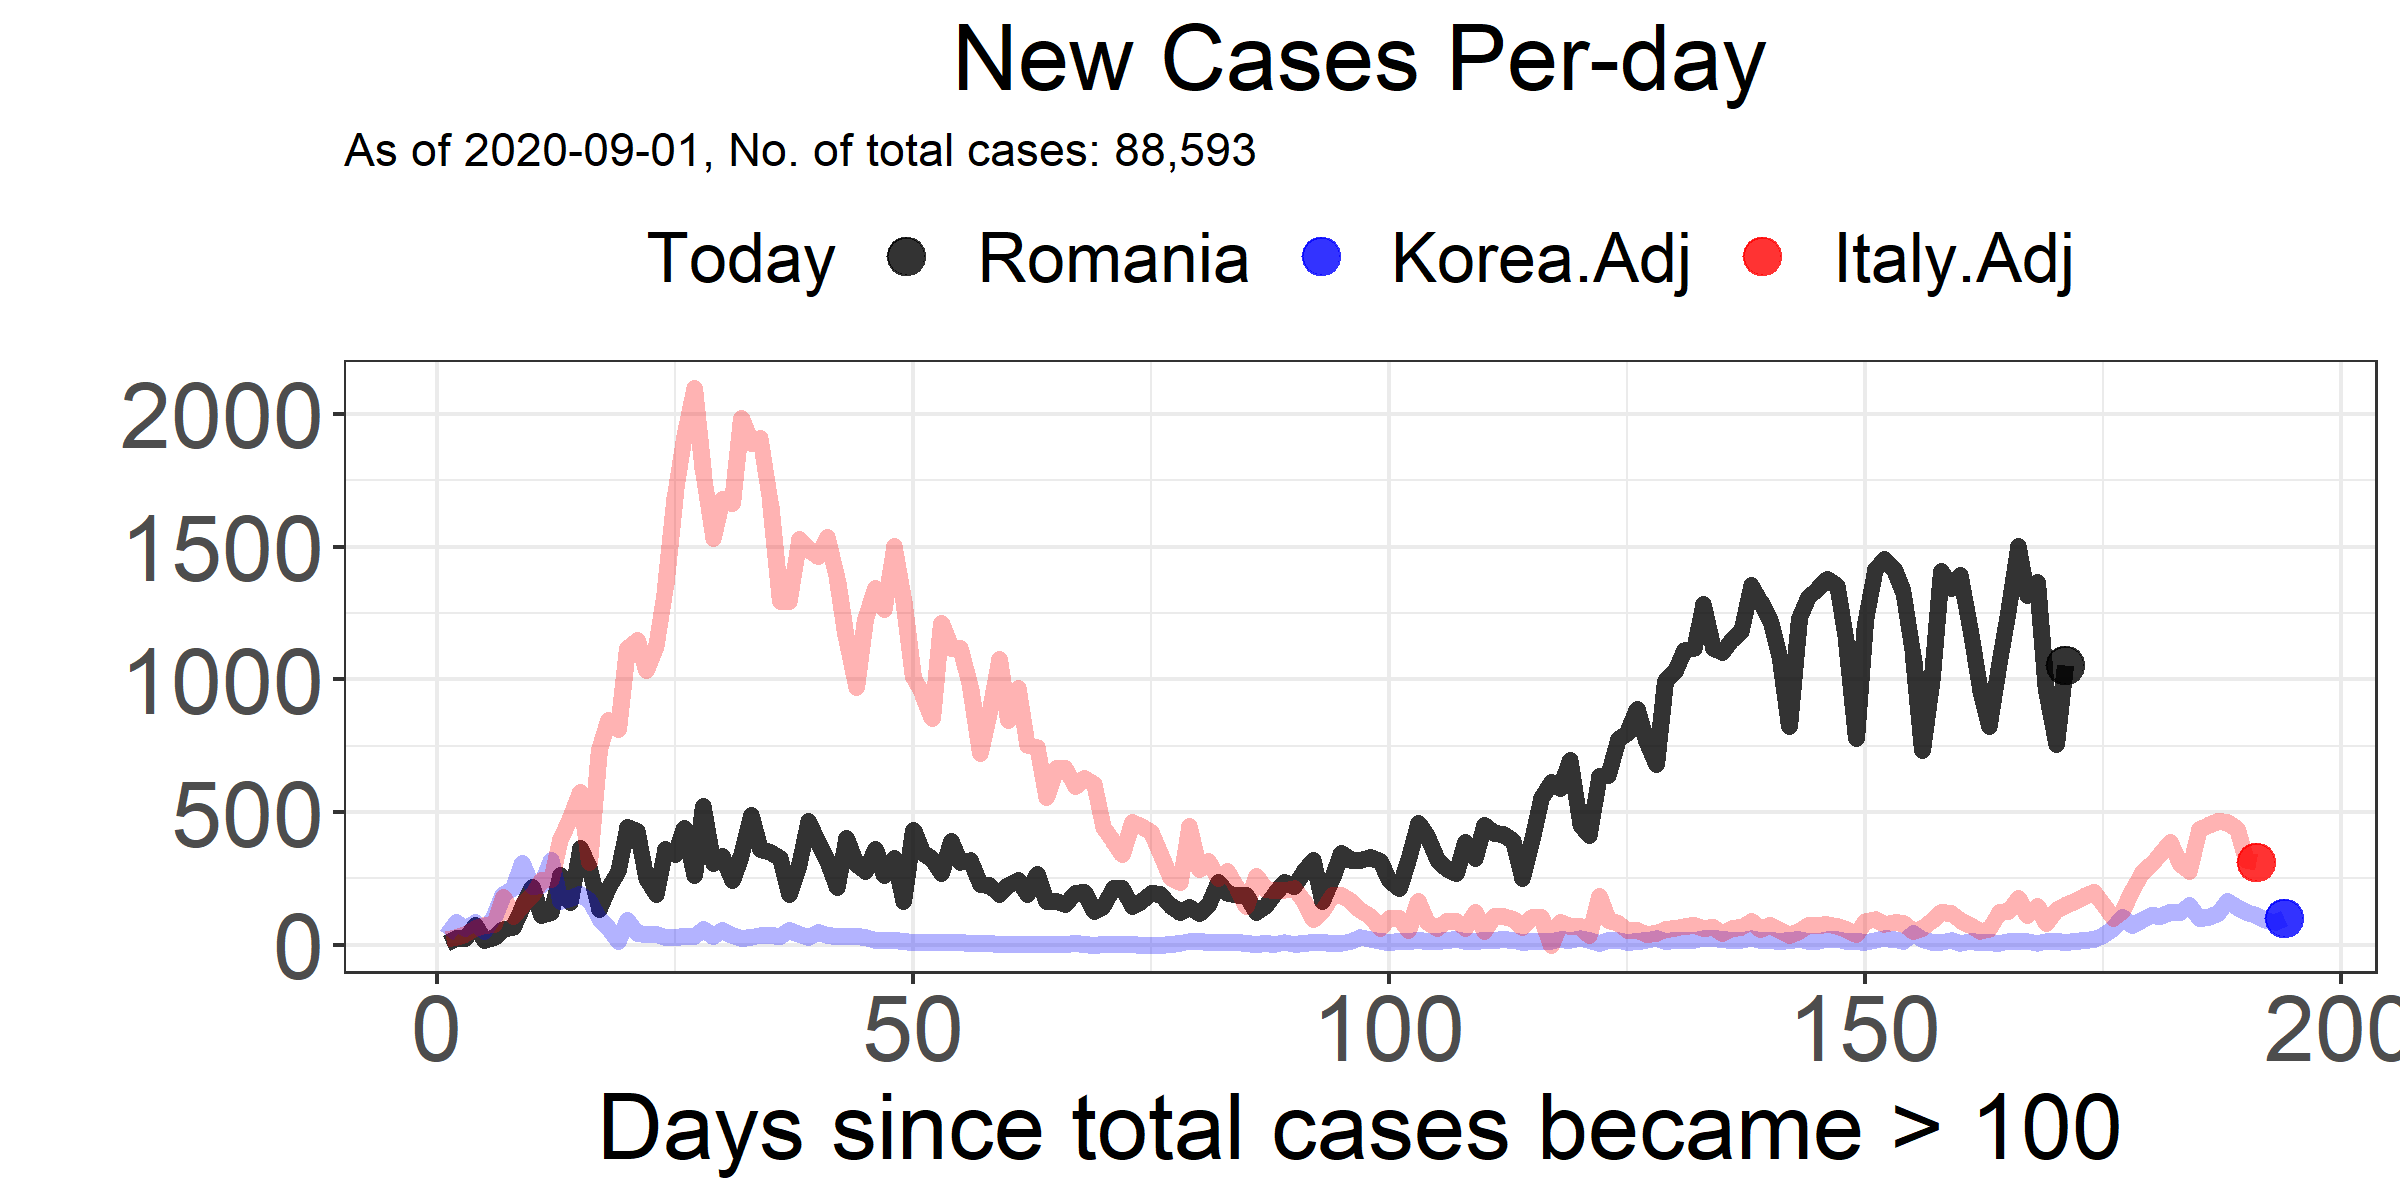 New Cases Per-day
As of 2020-09-01, No. of total cases: 88,593
Today Romania Korea.Adj Italy.Adj
2000
1500
1000
500
0
0 50 100 150 200
Days since total cases became > 100